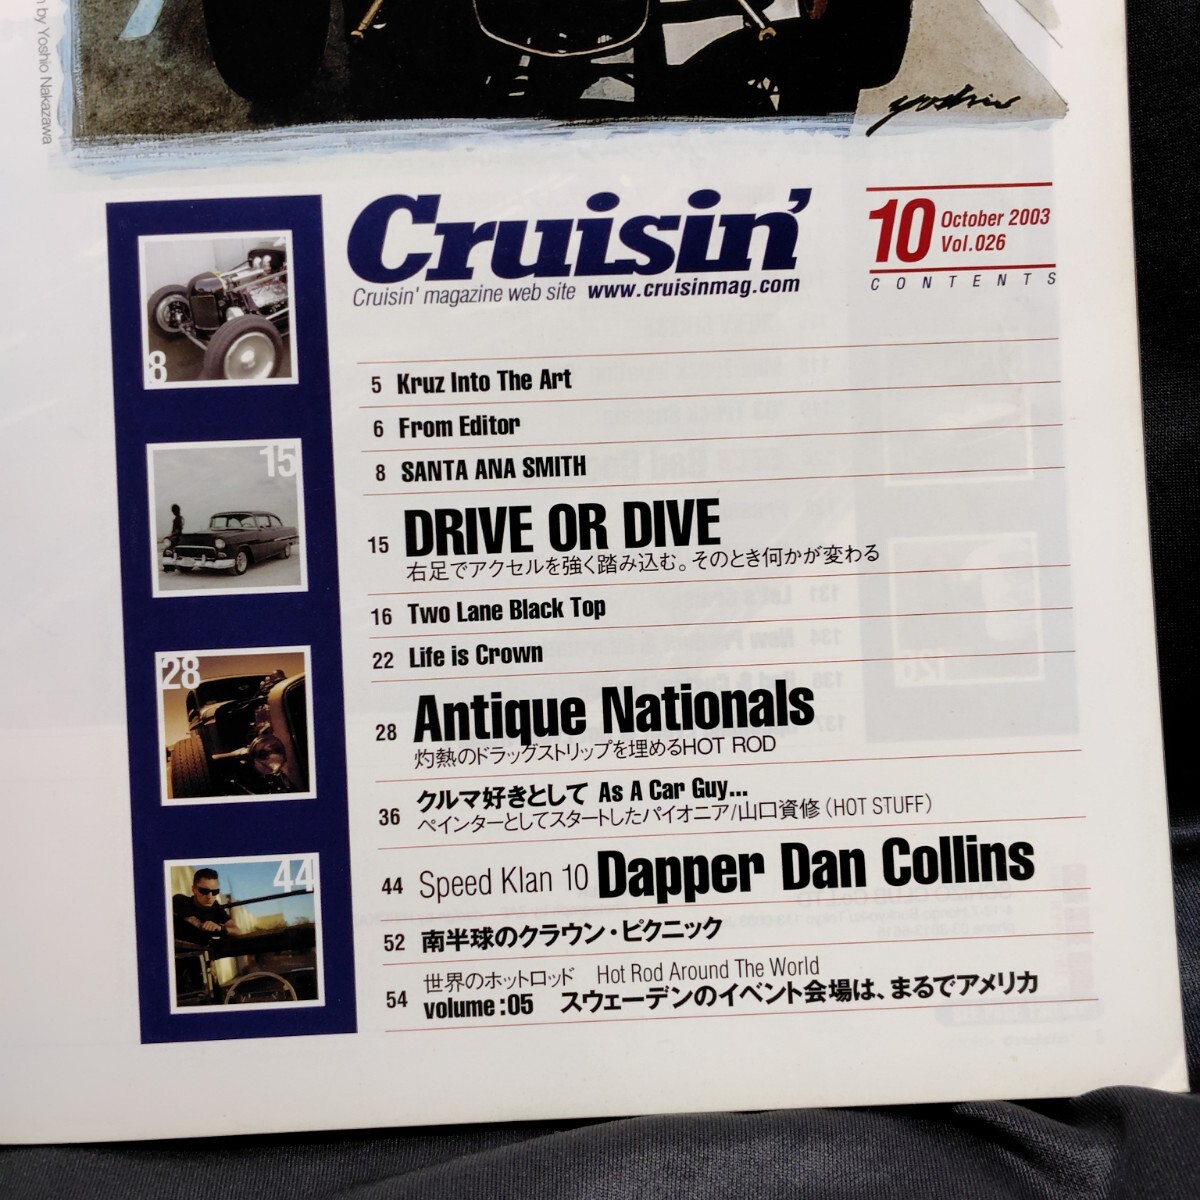 n by Yoshio Nakazawa
Yoshio
Cruisin'
Cruisin' magazine web site www.cruisinmag.com
10 October 2003
Vol.026
CONTENTS
8
15
28
44
5 Kruz Into The Art
6 From Editor
8 SANTA ANA SMITH
15 DRIVE OR DIVE
右足でアクセルを強く踏み込む。そのとき何かが変わる
16 Two Lane Black Top
22 Life is Crown
28 Antique Nationals
灼熱のドラッグストリップを埋めるHOT ROD
36 クルマ好きとして As A Car Guy...
ペインターとしてスタートしたパイオニア/山口資修（HOT STUFF）
44 Speed Klan 10 Dapper Dan Collins
52 南半球のクラウン・ピクニック
54 世界のホットロッド Hot Rod Around The World
volume:05 スウェーデンのイベント会場は、まるでアメリカ